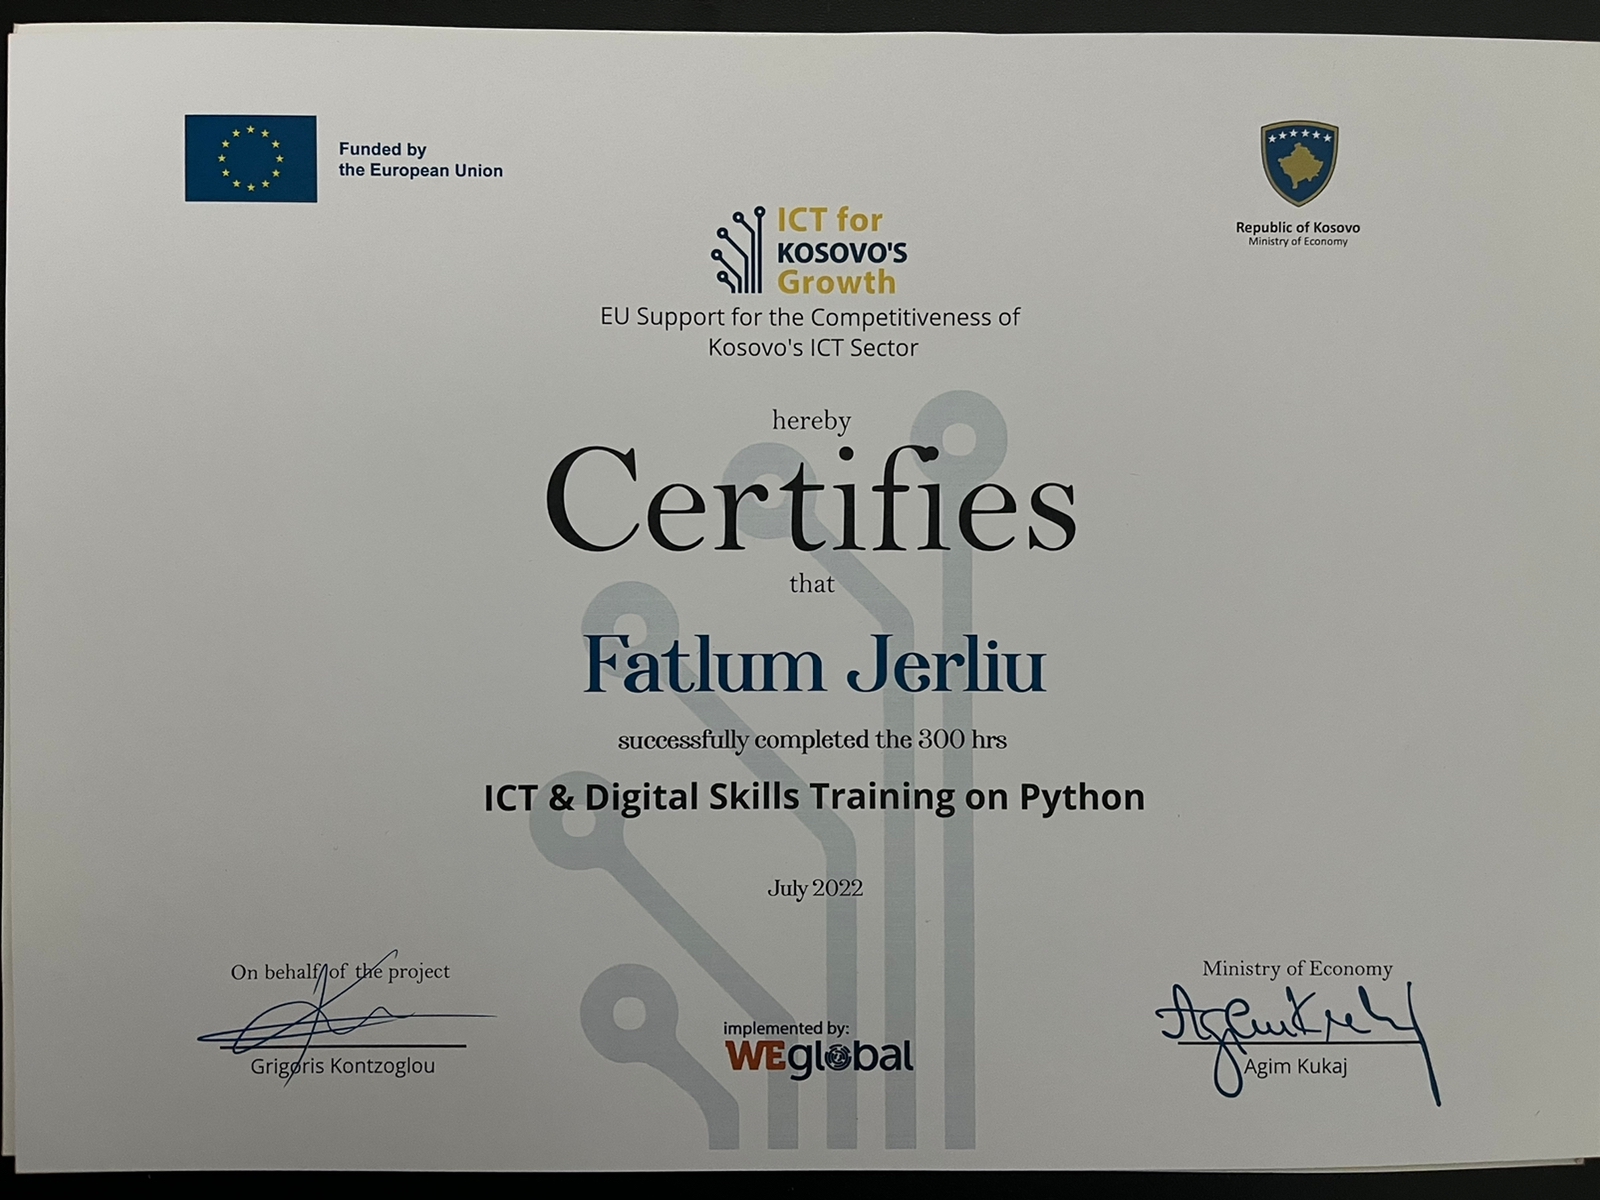 Funded by
the European Union
Republic of Kosovo
Ministry of Economy
ICT for
KOSOVO'S
Growth
EU Support for the Competitiveness of
Kosovo's ICT Sector
hereby
Certifies
that
Fatlum Jerliu
successfully completed the 300 hrs
ICT & Digital Skills Training on Python
July 2022
On behalf of the project
Grigoris Kontzoglou
implemented by:
WEglobal
Ministry of Economy
Agim Kukaj
Agim Kukaj